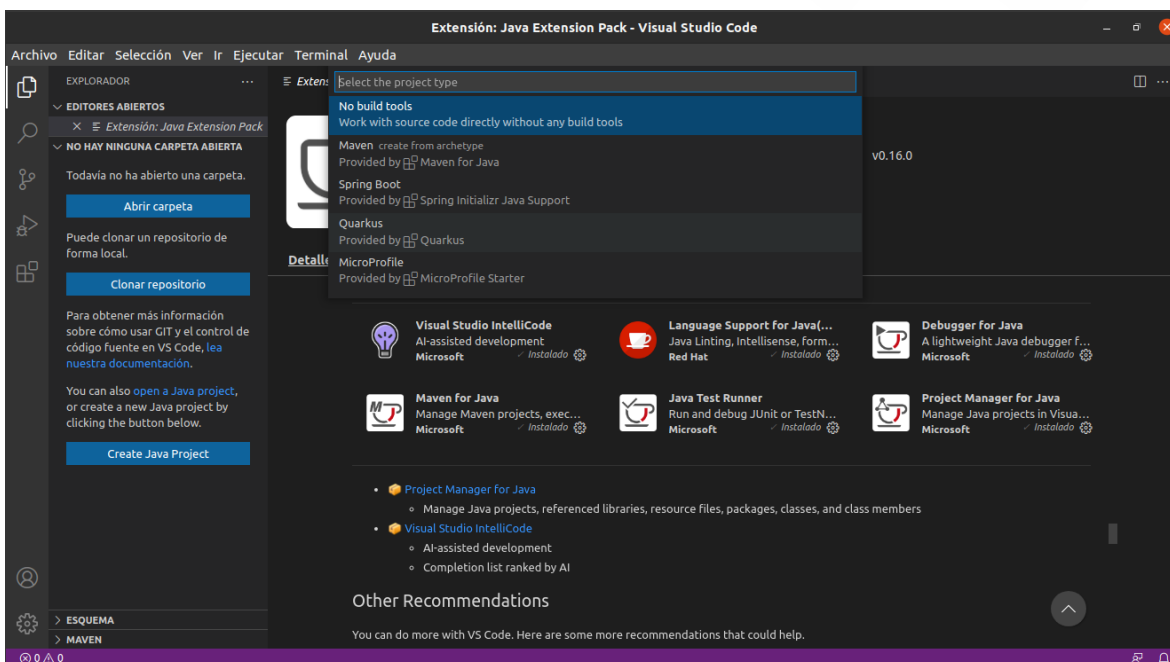 Extensión: Java Extension Pack - Visual Studio Code
Archivo Editar Selección Ver Ir Ejecutar Terminal Ayuda
EXPLORADOR
EDITORES ABIERTOS
Extensión: Java Extension Pack
NO HAY NINGUNA CARPETA ABIERTA
Todavía no ha abierto una carpeta.
Abrir carpeta
Puede clonar un repositorio de
forma local.
Clonar repositorio
Para obtener más información
sobre cómo usar GIT y el control de
código fuente en VS Code, lea
nuestra documentación.
You can also open a Java project,
or create a new Java project by
clicking the button below.
Create Java Project
ESQUEMA
MAVEN
Extens
Select the project type
No build tools
Work with source code directly without any build tools
Maven create from archetype
Provided by Maven for Java
Spring Boot
Provided by Spring Initializr Java Support
Quarkus
Provided by Quarkus
MicroProfile
Provided by MicroProfile Starter
v0.16.0
Detalle
Visual Studio IntelliCode
AI-assisted development
Microsoft ✓ Instalado
Language Support for Java(...
Java Linting, Intellisense, form...
Red Hat ✓ Instalado
Debugger for Java
A lightweight Java debugger f...
Microsoft ✓ Instalado
Maven for Java
Manage Maven projects, exec...
Microsoft ✓ Instalado
Java Test Runner
Run and debug JUnit or TestN...
Microsoft ✓ Instalado
Project Manager for Java
Manage Java projects in Visua...
Microsoft ✓ Instalado
Project Manager for Java
Manage Java projects, referenced libraries, resource files, packages, classes, and class members
Visual Studio IntelliCode
AI-assisted development
Completion list ranked by AI
Other Recommendations
You can do more with VS Code. Here are some more recommendations that could help.
0 0